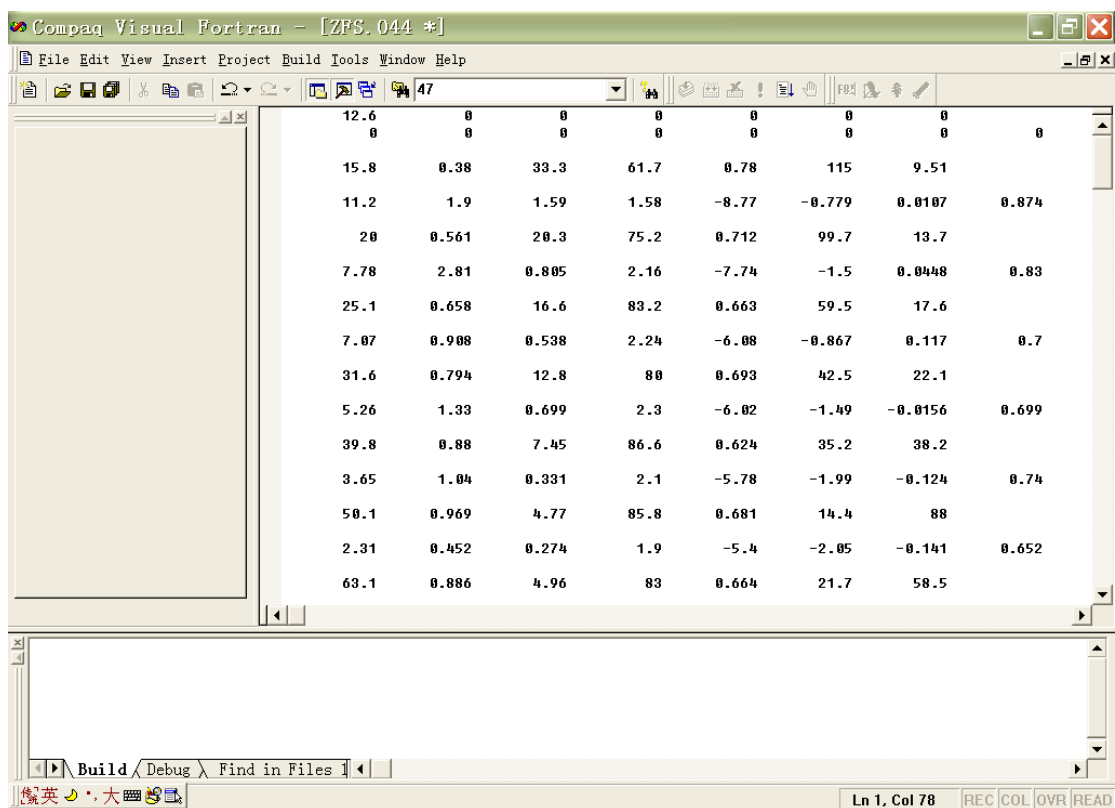 Compaq Visual Fortran - [ZFS.044 *]
File Edit View Insert Project Build Tools Window Help
47
12.6 0 0 0 0 0 0
0 0 0 0 0 0 0 0
15.8 0.38 33.3 61.7 0.78 115 9.51
11.2 1.9 1.59 1.58 -8.77 -0.779 0.0107 0.874
20 0.561 20.3 75.2 0.712 99.7 13.7
7.78 2.81 0.805 2.16 -7.74 -1.5 0.0448 0.83
25.1 0.658 16.6 83.2 0.663 59.5 17.6
7.07 0.908 0.538 2.24 -6.08 -0.867 0.117 0.7
31.6 0.794 12.8 80 0.693 42.5 22.1
5.26 1.33 0.699 2.3 -6.02 -1.49 -0.0156 0.699
39.8 0.88 7.45 86.6 0.624 35.2 38.2
3.65 1.04 0.331 2.1 -5.78 -1.99 -0.124 0.74
50.1 0.969 4.77 85.8 0.681 14.4 88
2.31 0.452 0.274 1.9 -5.4 -2.05 -0.141 0.652
63.1 0.886 4.96 83 0.664 21.7 58.5
Build Debug Find in Files 1
英 大
Ln 1, Col 78 REC COL OVR READ